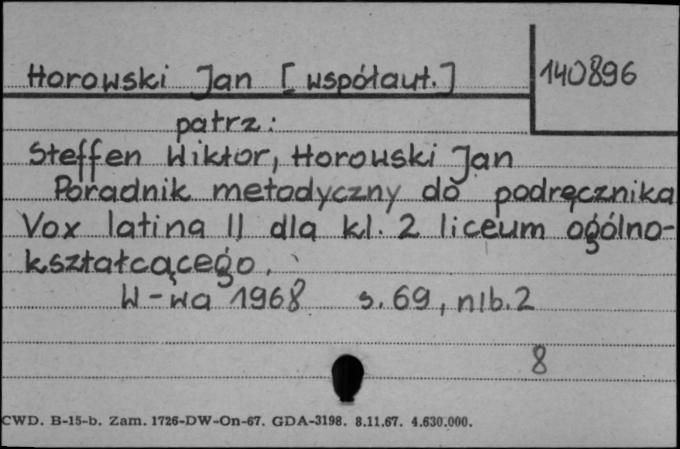 Horowski Jan [współaut.] 140896
patrz:
Steffen Wiktor, Horowski Jan
Poradnik metodyczny do podręcznika
Vox latina II dla kl. 2 liceum ogólno-
kształcącego.
W-wa 1968 s. 69, nlb. 2
8
CWD. B-15-b. Zam. 1726-DW-On-67. GDA-3198. 8.11.67. 4.630.000.